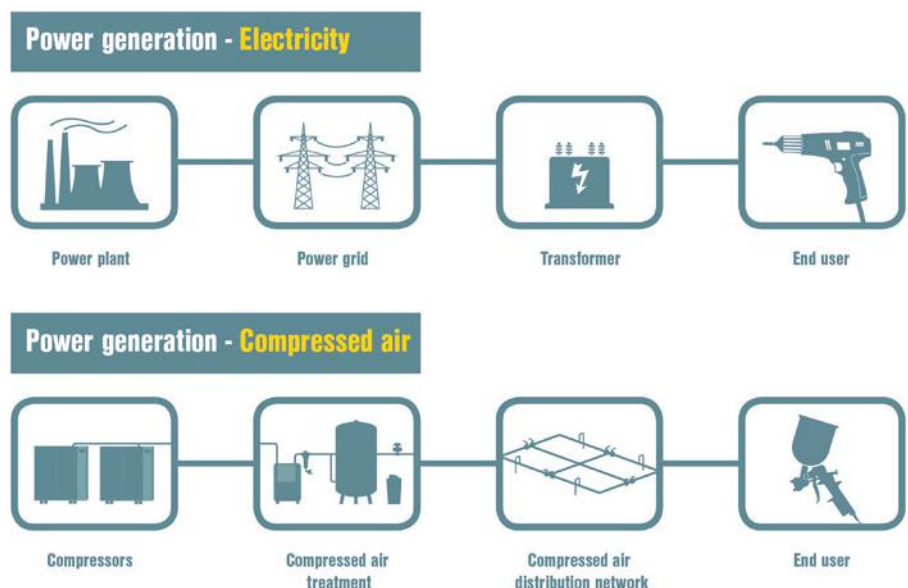 Power generation - Electricity
Power plant
Power grid
Transformer
End user
Power generation - Compressed air
Compressors
Compressed air
treatment
Compressed air
distribution network
End user